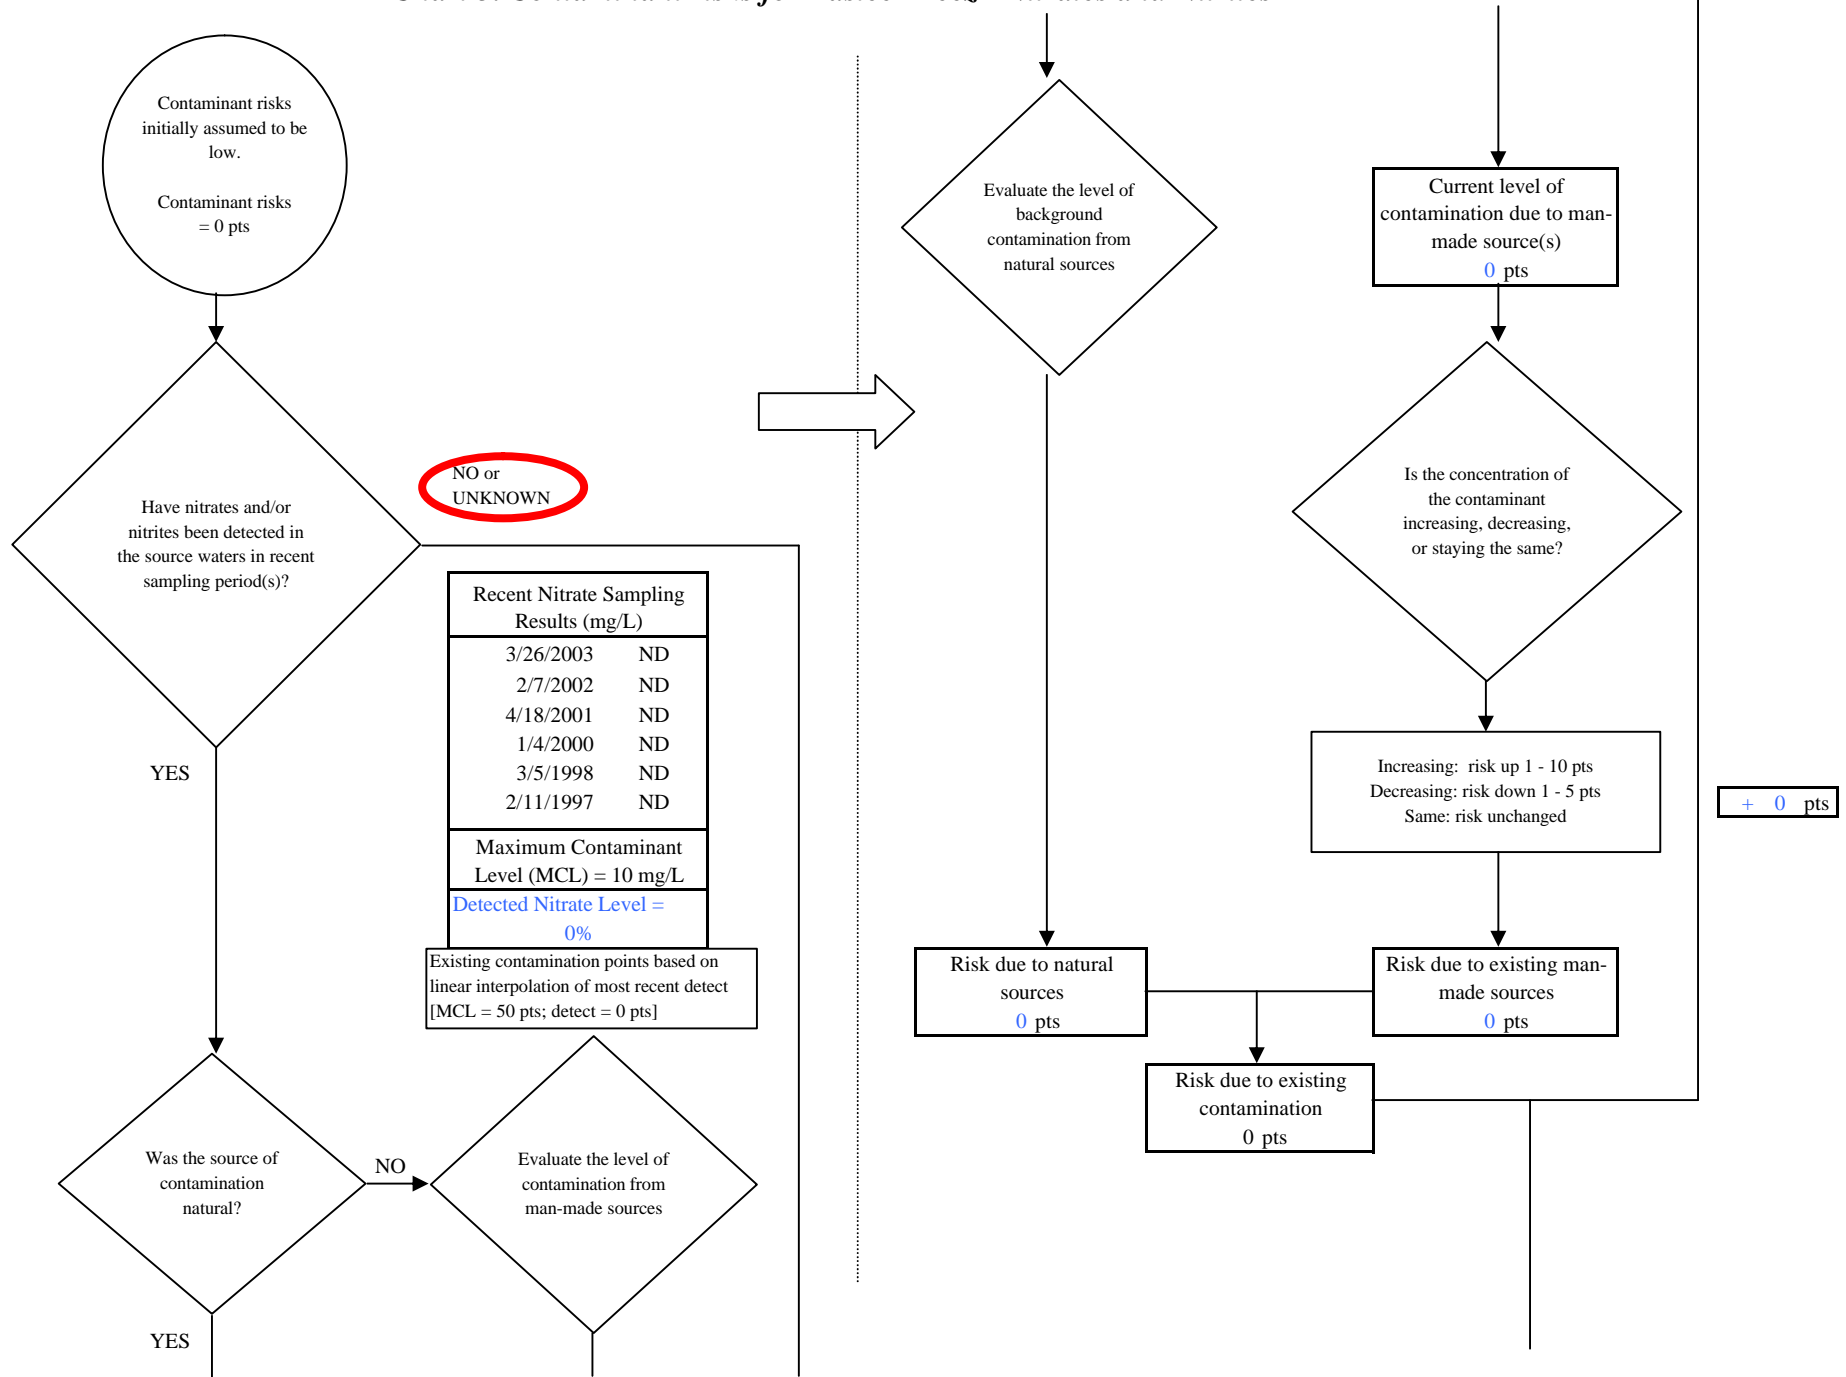 Contaminant risks
initially assumed to be
low.
Contaminant risks
= 0 pts
Have nitrates and/or
nitrites been detected in
the source waters in recent
sampling period(s)?
NO or
UNKNOWN
YES
Recent Nitrate Sampling
Results (mg/L)
3/26/2003 ND
2/7/2002 ND
4/18/2001 ND
1/4/2000 ND
3/5/1998 ND
2/11/1997 ND
Maximum Contaminant
Level (MCL) = 10 mg/L
Detected Nitrate Level =
0%
Existing contamination points based on
linear interpolation of most recent detect
[MCL = 50 pts; detect = 0 pts]
Was the source of
contamination
natural?
NO
YES
Evaluate the level of
contamination from
man-made sources
Evaluate the level of
background
contamination from
natural sources
Current level of
contamination due to man-
made source(s)
0 pts
Is the concentration of
the contaminant
increasing, decreasing,
or staying the same?
Increasing: risk up 1 - 10 pts
Decreasing: risk down 1 - 5 pts
Same: risk unchanged
+ 0 pts
Risk due to natural
sources
0 pts
Risk due to existing man-
made sources
0 pts
Risk due to existing
contamination
0 pts